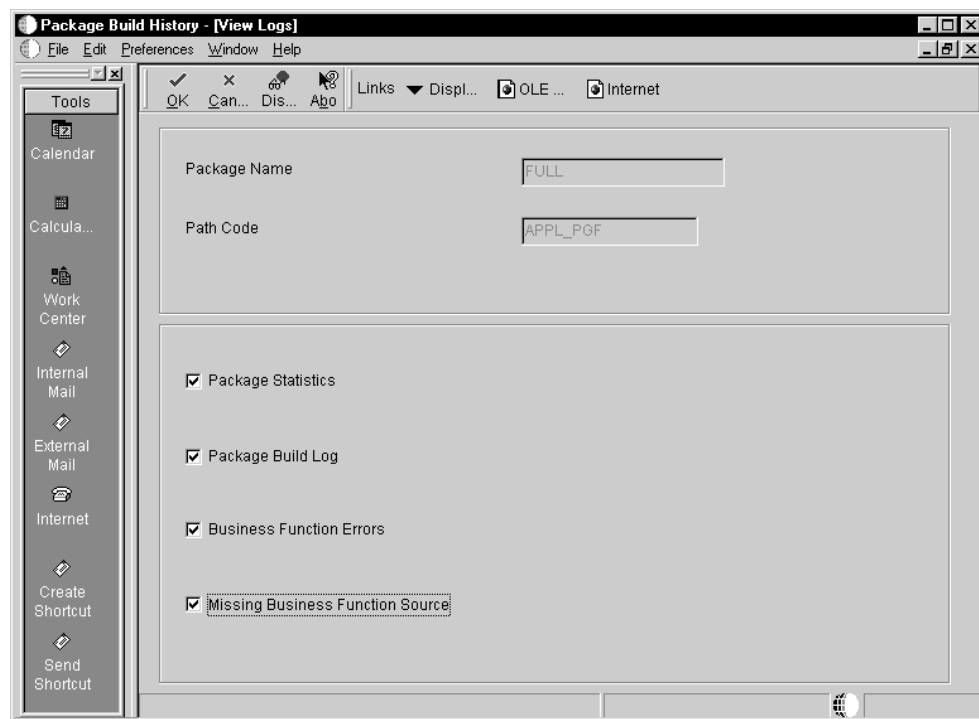 Package Build History - [View Logs]
File Edit Preferences Window Help
Tools
Calendar
Calcula...
Work
Center
Internal
Mail
External
Mail
Internet
Create
Shortcut
Send
Shortcut
OK Can... Dis... Abo Links Displ... OLE ... Internet
Package Name FULL
Path Code APPL_PGF
Package Statistics
Package Build Log
Business Function Errors
Missing Business Function Source